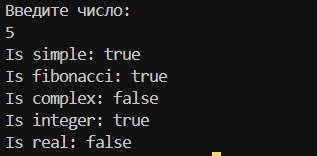 Введите число:
5
Is simple: true
Is fibonacci: true
Is complex: false
Is integer: true
Is real: false